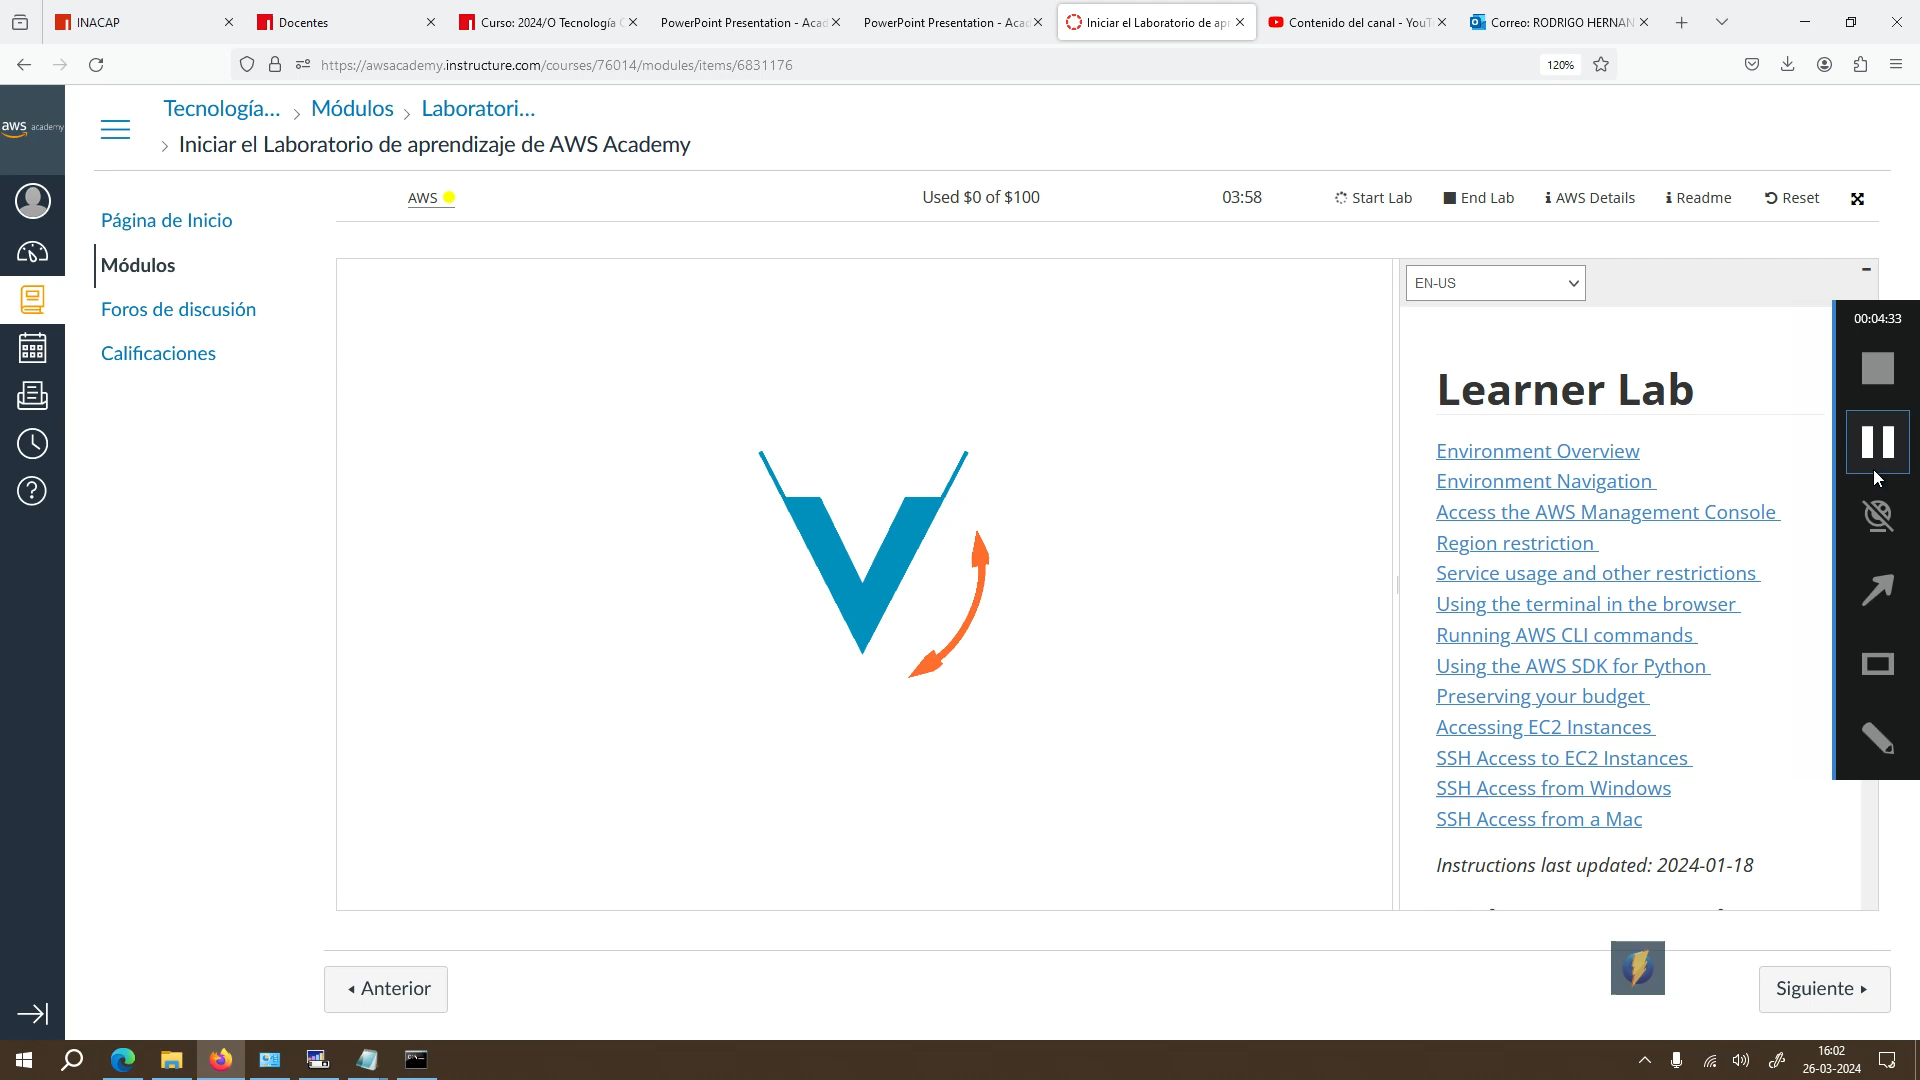 INACAP
Docentes
Curso: 2024/O Tecnología C
PowerPoint Presentation - Acad
PowerPoint Presentation - Acad
Iniciar el Laboratorio de apr
Contenido del canal - YouT
Correo: RODRIGO HERNAN
https://awsacademy.instructure.com/courses/76014/modules/items/6831176
120%
aws academy
Tecnología... > Módulos > Laboratori...
> Iniciar el Laboratorio de aprendizaje de AWS Academy
Página de Inicio
Módulos
Foros de discusión
Calificaciones
AWS
Used $0 of $100
03:58
Start Lab
End Lab
AWS Details
Readme
Reset
EN-US
00:04:33
Learner Lab
Environment Overview
Environment Navigation
Access the AWS Management Console
Region restriction
Service usage and other restrictions
Using the terminal in the browser
Running AWS CLI commands
Using the AWS SDK for Python
Preserving your budget
Accessing EC2 Instances
SSH Access to EC2 Instances
SSH Access from Windows
SSH Access from a Mac
Instructions last updated: 2024-01-18
Anterior
Siguiente
16:02
26-03-2024